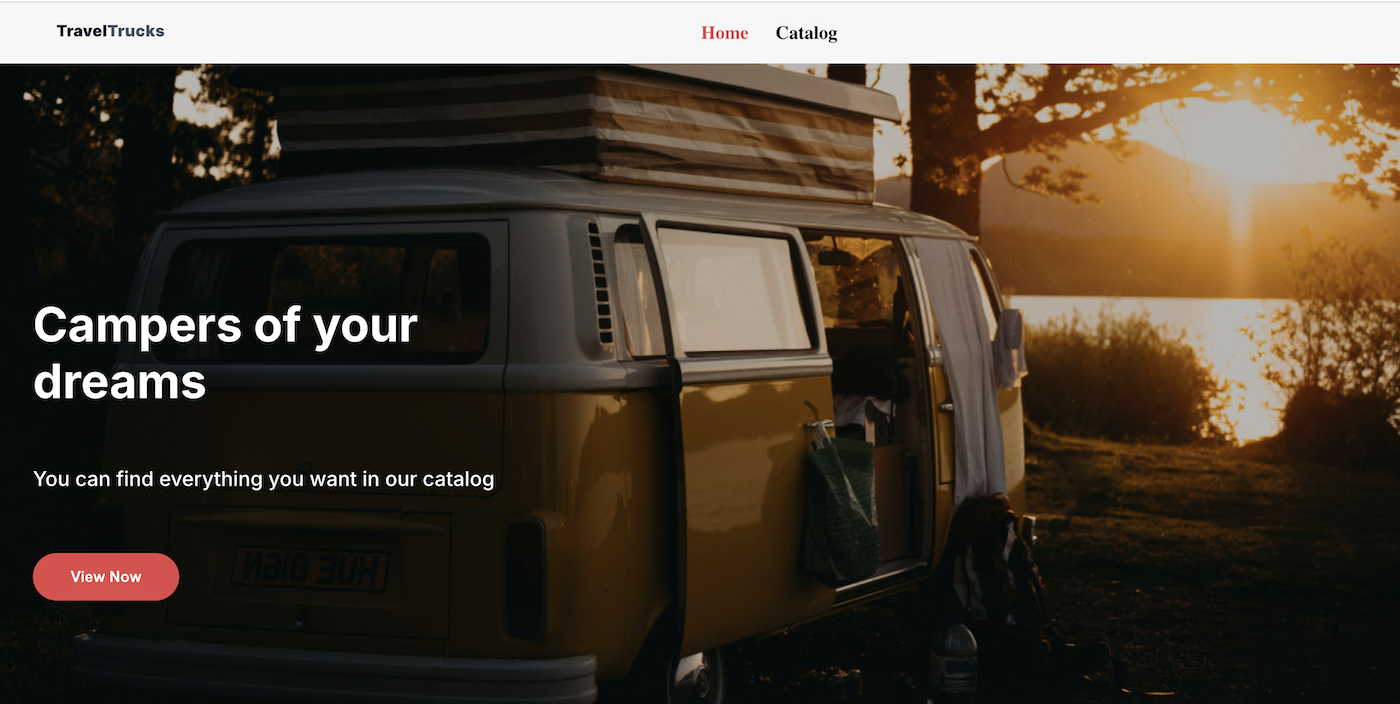 TravelTrucks
Home Catalog
Campers of your
dreams
You can find everything you want in our catalog
View Now
HUE 816N